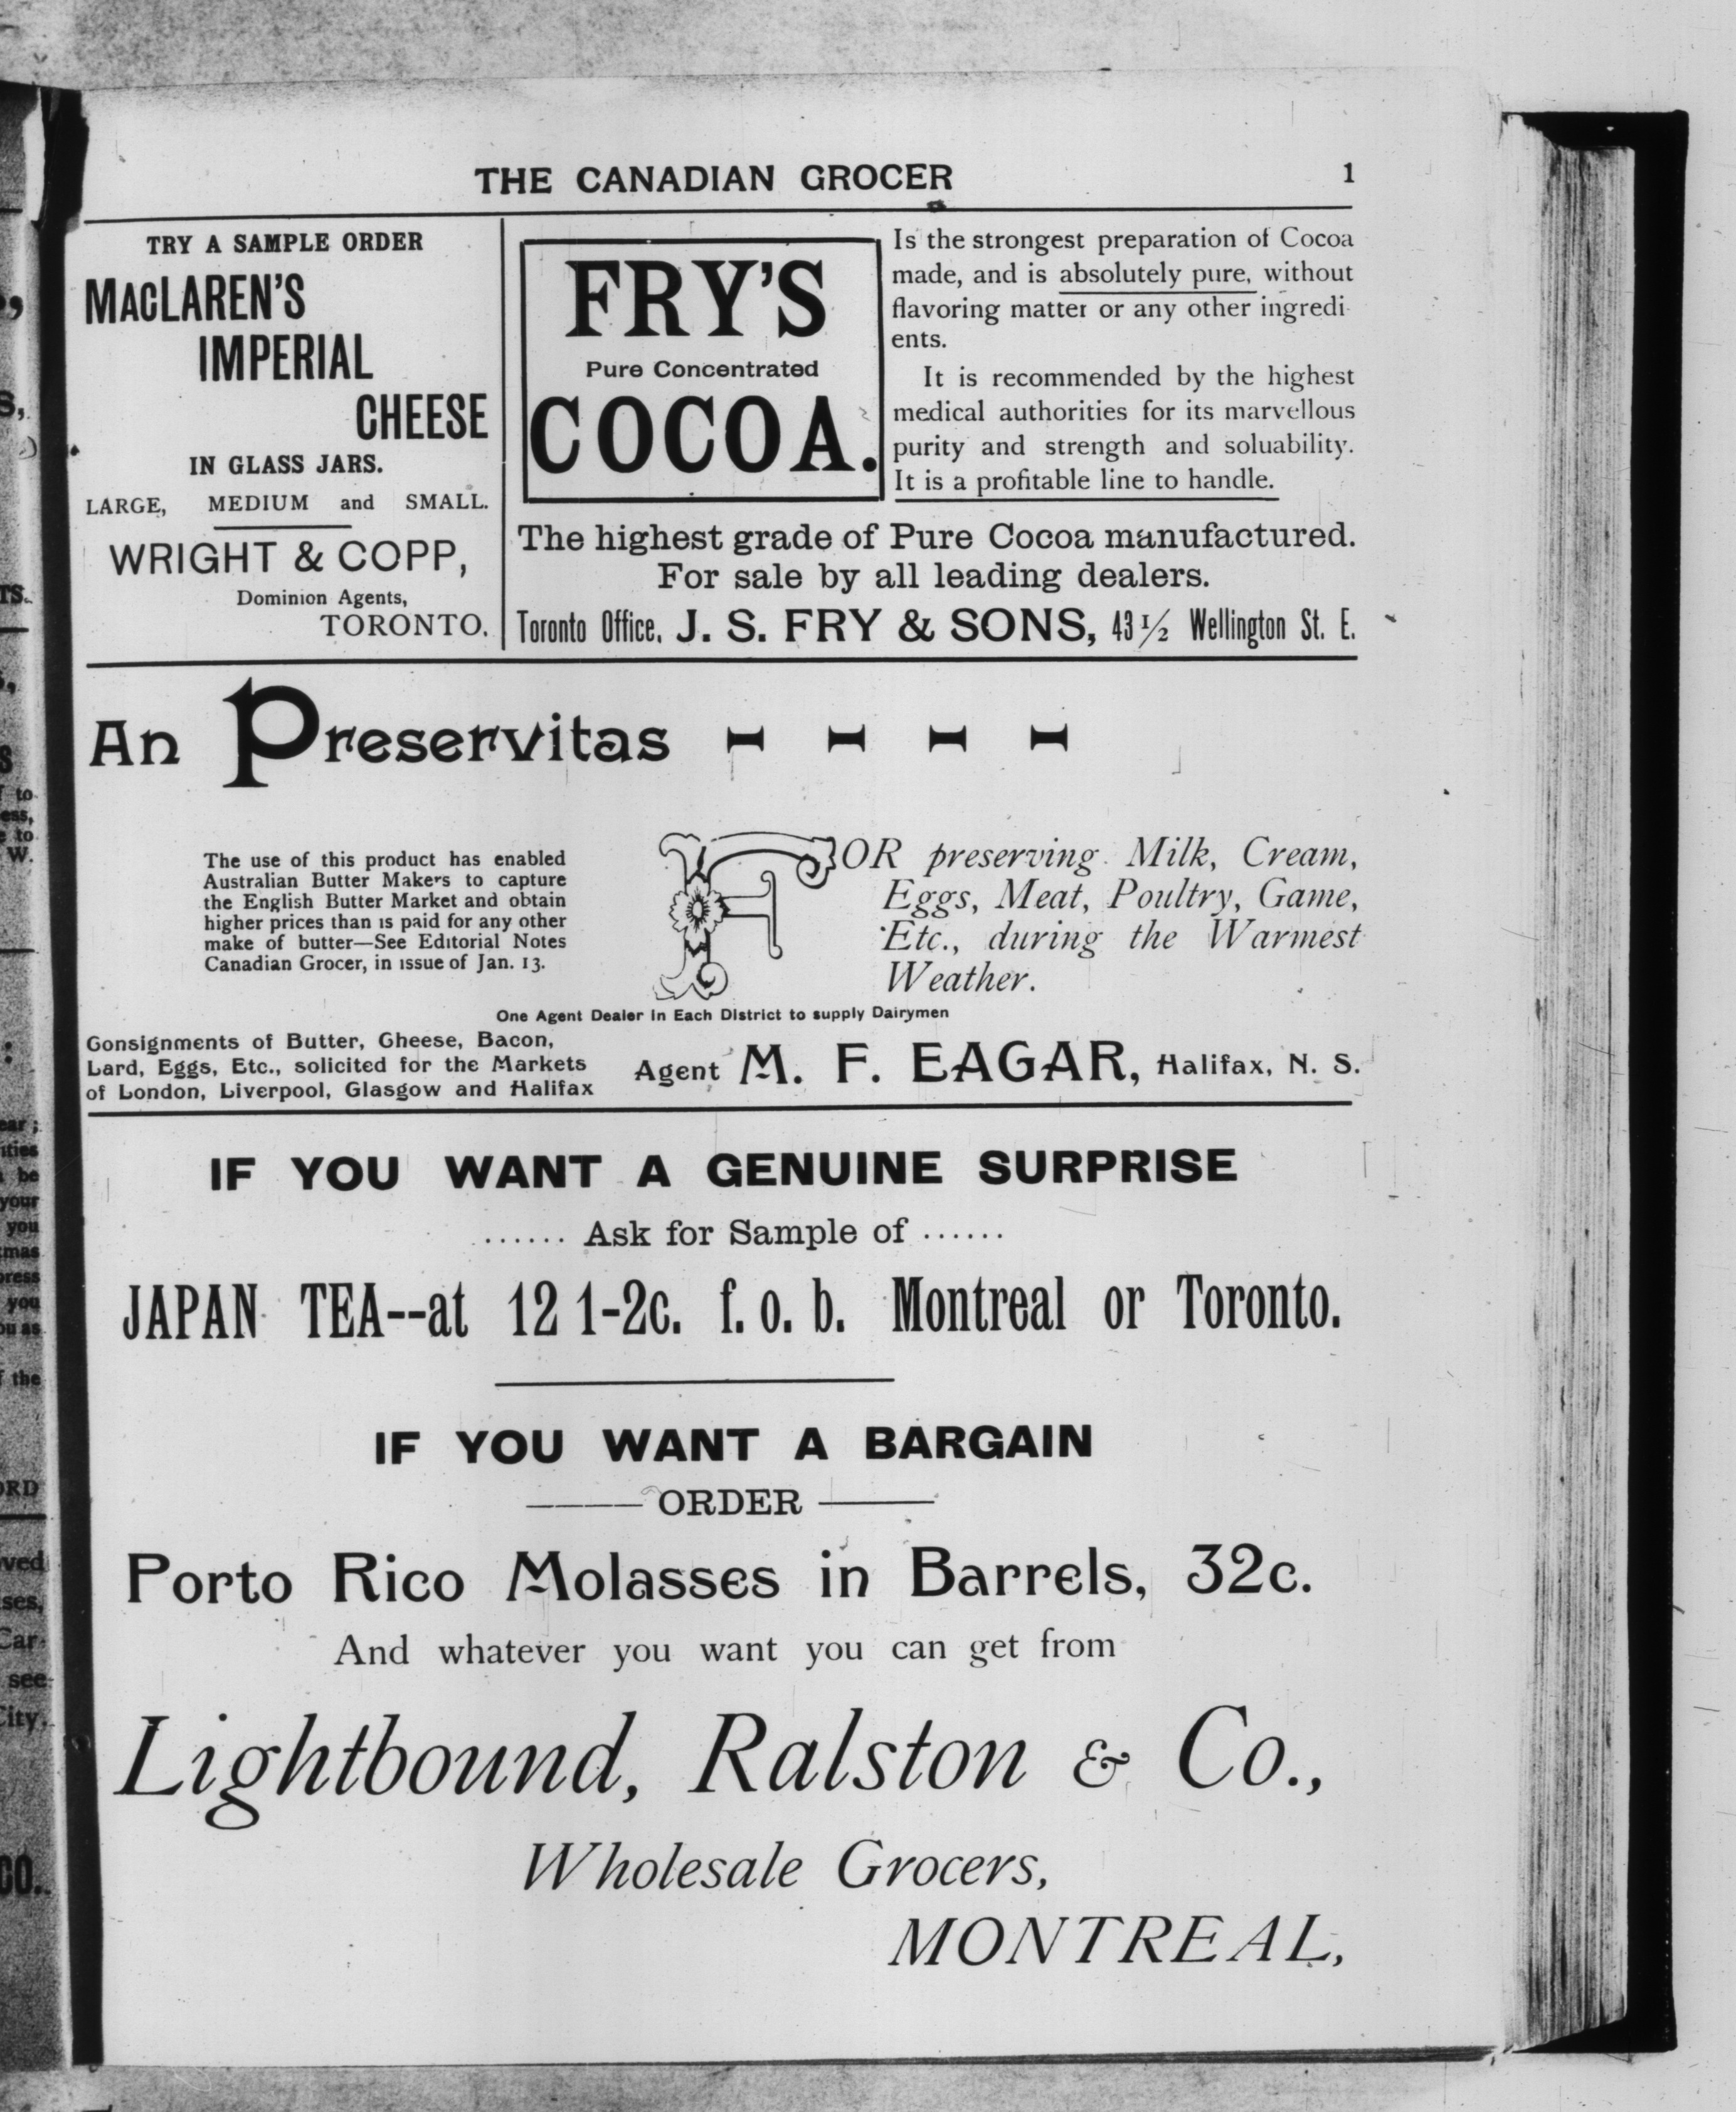 THE CANADIAN GROCER 1
TRY A SAMPLE ORDER
MACLAREN'S
IMPERIAL
CHEESE
IN GLASS JARS.
LARGE, MEDIUM and SMALL.
WRIGHT & COPP,
Dominion Agents,
TORONTO.
FRY'S
Pure Concentrated
COCOA.
Is the strongest preparation of Cocoa
made, and is absolutely pure, without
flavoring matter or any other ingredi-
ents.
It is recommended by the highest
medical authorities for its marvellous
purity and strength and soluability.
It is a profitable line to handle.
The highest grade of Pure Cocoa manufactured.
For sale by all leading dealers.
Toronto Office, J. S. FRY & SONS, 43 1/2 Wellington St. E.
An Preservitas - - - -
The use of this product has enabled
Australian Butter Makers to capture
the English Butter Market and obtain
higher prices than is paid for any other
make of butter—See Editorial Notes
Canadian Grocer, in issue of Jan. 13.
FOR preserving Milk, Cream,
Eggs, Meat, Poultry, Game,
Etc., during the Warmest
Weather.
One Agent Dealer in Each District to supply Dairymen
Consignments of Butter, Gheese, Bacon,
Lard, Eggs, Etc., solicited for the Markets
of London, Liverpool, Glasgow and Halifax
Agent M. F. EAGAR, Halifax, N. S.
IF YOU WANT A GENUINE SURPRISE
...... Ask for Sample of ......
JAPAN TEA--at 12 1-2c. f. o. b. Montreal or Toronto.
IF YOU WANT A BARGAIN
ORDER
Porto Rico Molasses in Barrels, 32c.
And whatever you want you can get from
Lightbound, Ralston & Co.,
Wholesale Grocers,
MONTREAL,